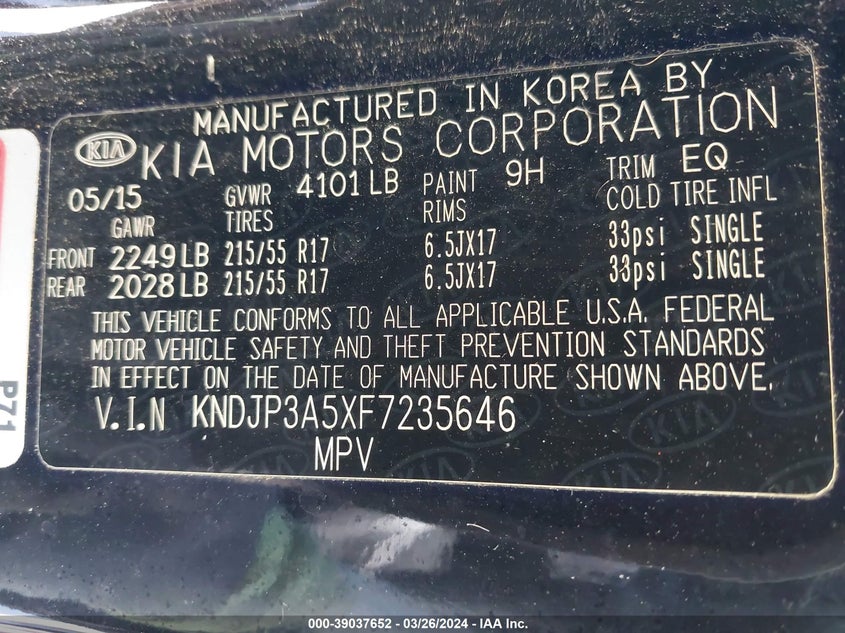 MANUFACTURED IN KOREA BY
KIA KIA MOTORS CORPORATION
05/15 GVWR 4101 LB PAINT 9H TRIM EQ
GAWR TIRES RIMS COLD TIRE INFL
FRONT 2249 LB 215/55 R17 6.5JX17 33psi SINGLE
REAR 2028 LB 215/55 R17 6.5JX17 33psi SINGLE
THIS VEHICLE CONFORMS TO ALL APPLICABLE U.S.A. FEDERAL
MOTOR VEHICLE SAFETY AND THEFT PREVENTION STANDARDS
IN EFFECT ON THE DATE OF MANUFACTURE SHOWN ABOVE.
V.I.N KNDJP3A5XF7235646
MPV
P71
000-39037652 — 03/26/2024 — IAA Inc.